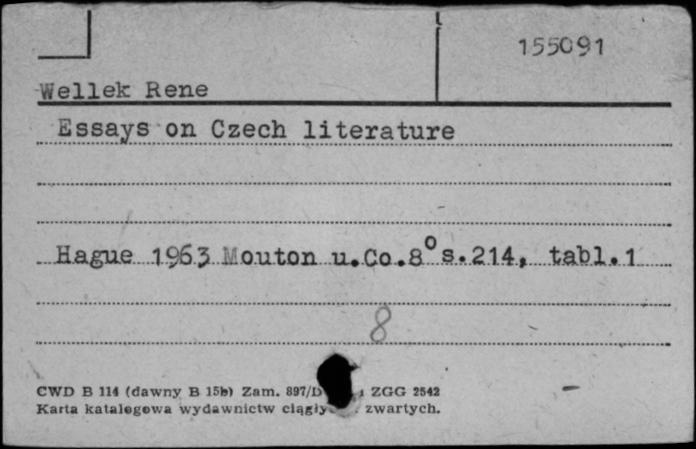 155091
Wellek Rene
Essays on Czech literature
Hague 1963 Mouton u.Co.8° s.214, tabl.1
8
CWD B 114 (dawny B 15b) Zam. 897/D ZGG 2542
Karta katalogowa wydawnictw zwartych.